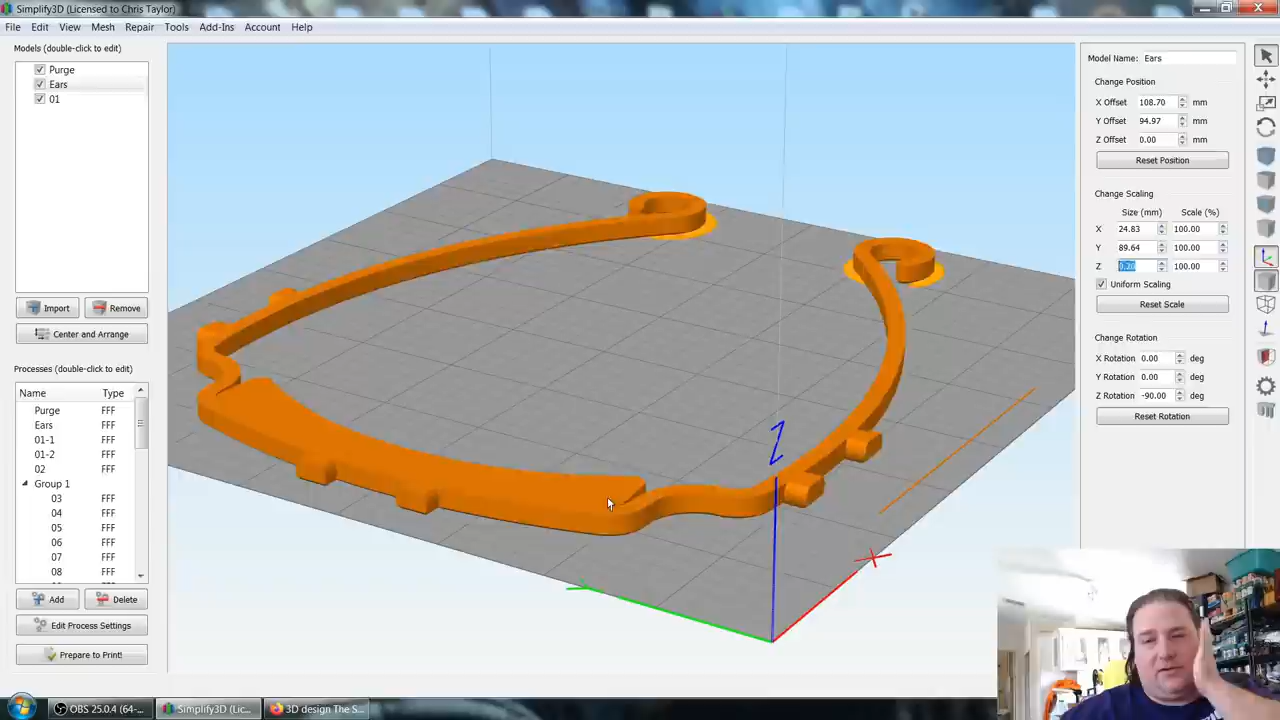 Simplify3D (Licensed to Chris Taylor)
File Edit View Mesh Repair Tools Add-Ins Account Help
Models (double-click to edit)
Purge
Ears
01
Import Remove
Center and Arrange
Processes (double-click to edit)
Name Type
Purge FFF
Ears FFF
01-1 FFF
01-2 FFF
02 FFF
Group 1
03 FFF
04 FFF
05 FFF
06 FFF
07 FFF
08 FFF
Add Delete
Edit Process Settings
Prepare to Print!
Z
Model Name: Ears
Change Position
X Offset 108.70 mm
Y Offset 94.97 mm
Z Offset 0.00 mm
Reset Position
Change Scaling
Size (mm) Scale (%)
X 24.83 100.00
Y 89.64 100.00
Z 0.20 100.00
Uniform Scaling
Reset Scale
Change Rotation
X Rotation 0.00 deg
Y Rotation 0.00 deg
Z Rotation -90.00 deg
Reset Rotation
OBS 25.0.4 (64-... Simplify3D (Lic... 3D design The S...